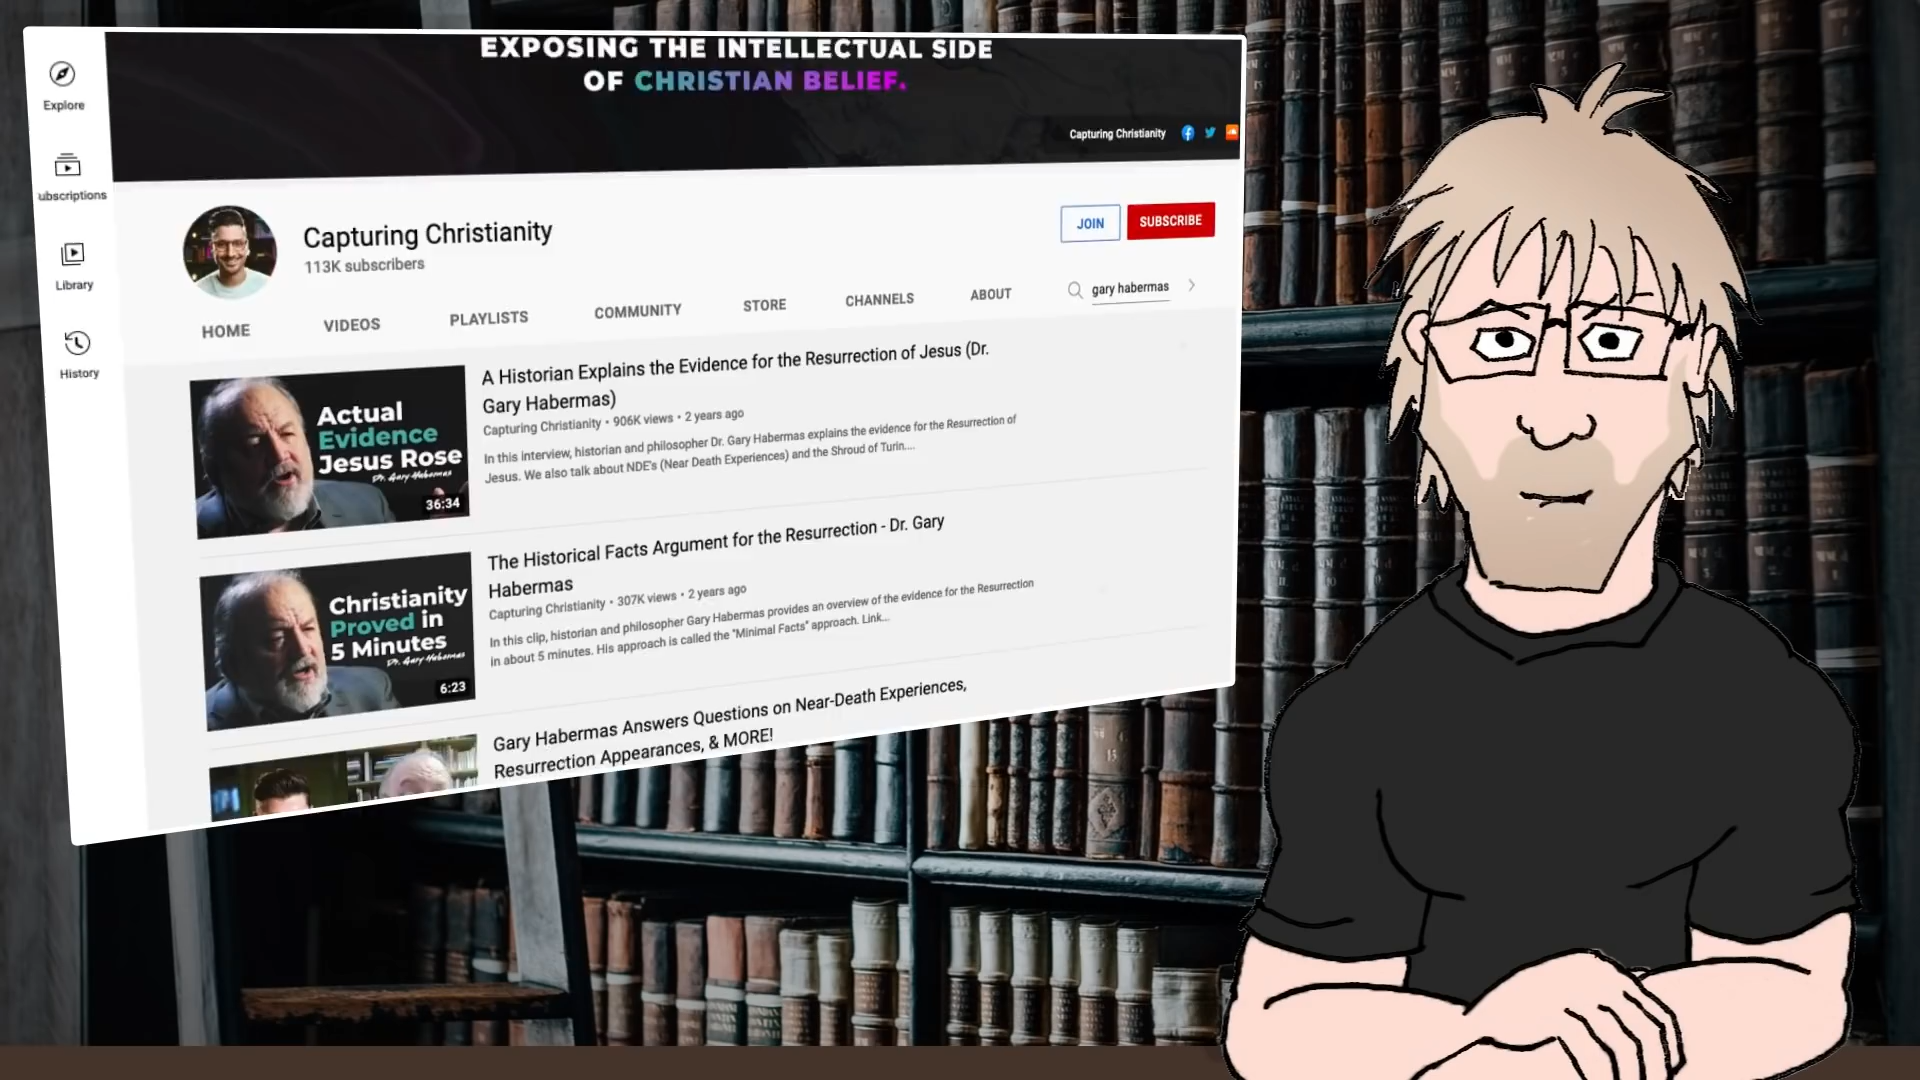 EXPOSING THE INTELLECTUAL SIDE
OF CHRISTIAN BELIEF.
Capturing Christianity
Explore
ubscriptions
Library
History
Capturing Christianity
113K subscribers
JOIN
SUBSCRIBE
HOME
VIDEOS
PLAYLISTS
COMMUNITY
STORE
CHANNELS
ABOUT
gary habermas
Actual
Evidence
Jesus Rose
Dr. Gary Habermas
36:34
A Historian Explains the Evidence for the Resurrection of Jesus (Dr.
Gary Habermas)
Capturing Christianity • 906K views • 2 years ago
In this interview, historian and philosopher Dr. Gary Habermas explains the evidence for the Resurrection of
Jesus. We also talk about NDE's (Near Death Experiences) and the Shroud of Turin....
Christianity
Proved in
5 Minutes
Dr. Gary Habermas
6:23
The Historical Facts Argument for the Resurrection - Dr. Gary
Habermas
Capturing Christianity • 307K views • 2 years ago
In this clip, historian and philosopher Gary Habermas provides an overview of the evidence for the Resurrection
in about 5 minutes. His approach is called the "Minimal Facts" approach. Link...
Gary Habermas Answers Questions on Near-Death Experiences,
Resurrection Appearances, & MORE!